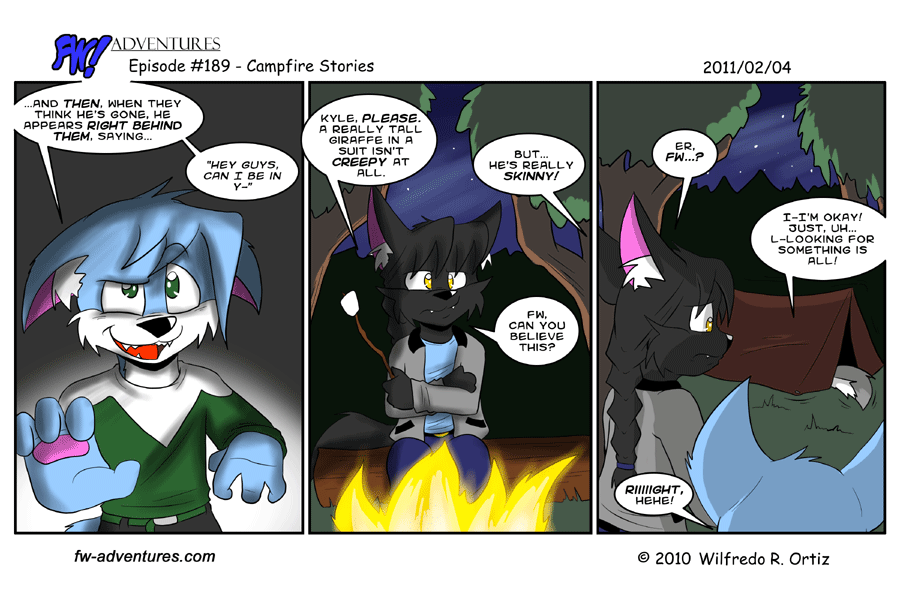 FW! ADVENTURES
Episode #189 - Campfire Stories
2011/02/04
...AND THEN, WHEN THEY
THINK HE'S GONE, HE
APPEARS RIGHT BEHIND
THEM, SAYING...
"HEY GUYS,
CAN I BE IN
Y-"
KYLE, PLEASE.
A REALLY TALL
GIRAFFE IN A
SUIT ISN'T
CREEPY AT
ALL.
BUT...
HE'S REALLY
SKINNY!
FW,
CAN YOU
BELIEVE
THIS?
ER,
FW...?
I-I'M OKAY!
JUST, UH...
L-LOOKING FOR
SOMETHING IS
ALL!
RIIIIGHT,
HEHE!
fw-adventures.com
© 2010 Wilfredo R. Ortiz